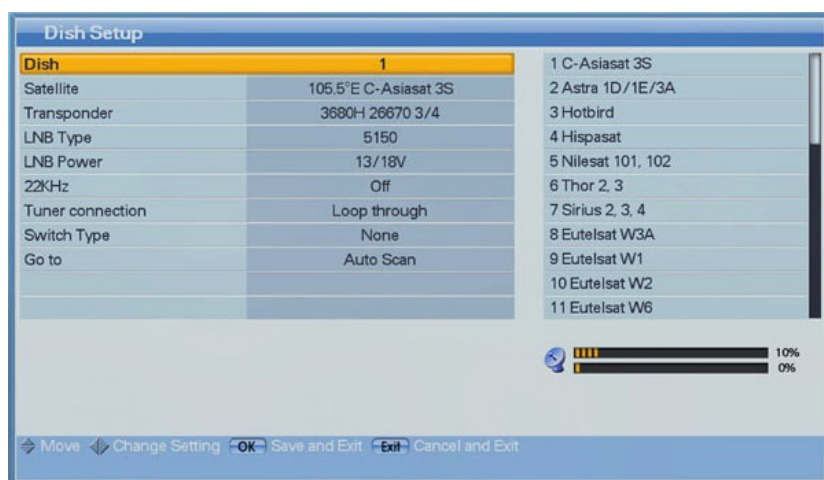 Dish Setup
Dish 1
Satellite 105.5°E C-Asiasat 3S
Transponder 3680H 26670 3/4
LNB Type 5150
LNB Power 13/18V
22KHz Off
Tuner connection Loop through
Switch Type None
Go to Auto Scan
1 C-Asiasat 3S
2 Astra 1D/1E/3A
3 Hotbird
4 Hispasat
5 Nilesat 101, 102
6 Thor 2, 3
7 Sirius 2, 3, 4
8 Eutelsat W3A
9 Eutelsat W1
10 Eutelsat W2
11 Eutelsat W6
10%
0%
Move Change Setting OK Save and Exit Exit Cancel and Exit